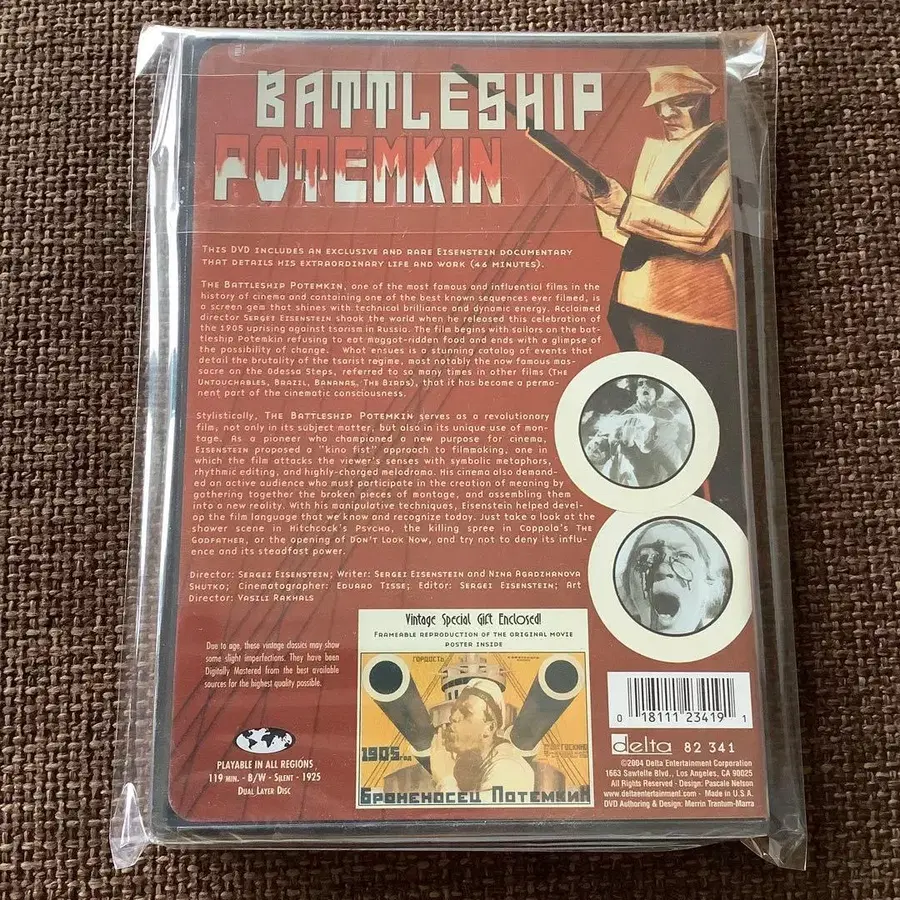 BATTLESHIP
POTEMKIN
THIS DVD INCLUDES AN EXCLUSIVE AND RARE EISENSTEIN DOCUMENTARY
THAT DETAILS HIS EXTRAORDINARY LIFE AND WORK (46 MINUTES).
THE BATTLESHIP POTEMKIN, one of the most famous and influential films in the
history of cinema and containing one of the best known sequences ever filmed, is
a screen gem that shines with technical brilliance and dynamic energy. Acclaimed
director SERGEI EISENSTEIN shook the world when he released this celebration of
the 1905 uprising against tsarism in Russia. The film begins with sailors on the bat-
tleship Potemkin refusing to eat maggot-ridden food and ends with a glimpse of
the possibility of change. What ensues is a stunning catalog of events that
detail the brutality of the tsarist regime, most notably the now famous mas-
sacre on the Odessa Steps, referred to so many times in other films (THE
UNTOUCHABLES, BRAZIL, BANANAS, THE BIRDS), that it has become a perma-
nent part of the cinematic consciousness.
Stylistically, THE BATTLESHIP POTEMKIN serves as a revolutionary
film, not only in its subject matter, but also in its unique use of mon-
tage. As a pioneer who championed a new purpose for cinema,
EISENSTEIN proposed a "kino fist" approach to filmmaking, one in
which the film attacks the viewer's senses with symbolic metaphors,
rhythmic editing, and highly-charged melodrama. His cinema also demand-
ed an active audience who must participate in the creation of meaning by
gathering together the broken pieces of montage, and assembling them
into a new reality. With his manipulative techniques, Eisenstein helped devel-
op the film language that we know and recognize today. Just take a look at the
shower scene in Hitchcock's PSYCHO, the killing spree in Coppola's THE
GODFATHER, or the opening of DON'T LOOK NOW, and try not to deny its influ-
ence and its steadfast power.
Director: SERGEI EISENSTEIN; Writer: SERGEI EISENSTEIN and NINA AGADZHANOVA
SHUTKO; Cinematographer: EDUARD TISSE; Editor: SERGEI EISENSTEIN; Art
Director: VASILI RAKHALS
Vintage Special Gift Enclosed!
FRAMEABLE REPRODUCTION OF THE ORIGINAL MOVIE
POSTER INSIDE
Due to age, these vintage classics may show
some slight imperfections. They have been
Digitally Mastered from the best available
sources for the highest quality possible.
ГОРДОСТЬ
1905 год
ГОСКИНО
Броненосец Потемкин
PLAYABLE IN ALL REGIONS
119 MIN. - B/W - SILENT - 1925
DUAL LAYER DISC
0 18111 23419 1
delta 82 341
©2004 Delta Entertainment Corporation
1663 Sawtelle Blvd., Los Angeles, CA 90025
All Rights Reserved - Design: Pascale Nelson
www.deltaentertainment.com - Made in U.S.A.
DVD Authoring & Design: Merrin Trantum-Marra